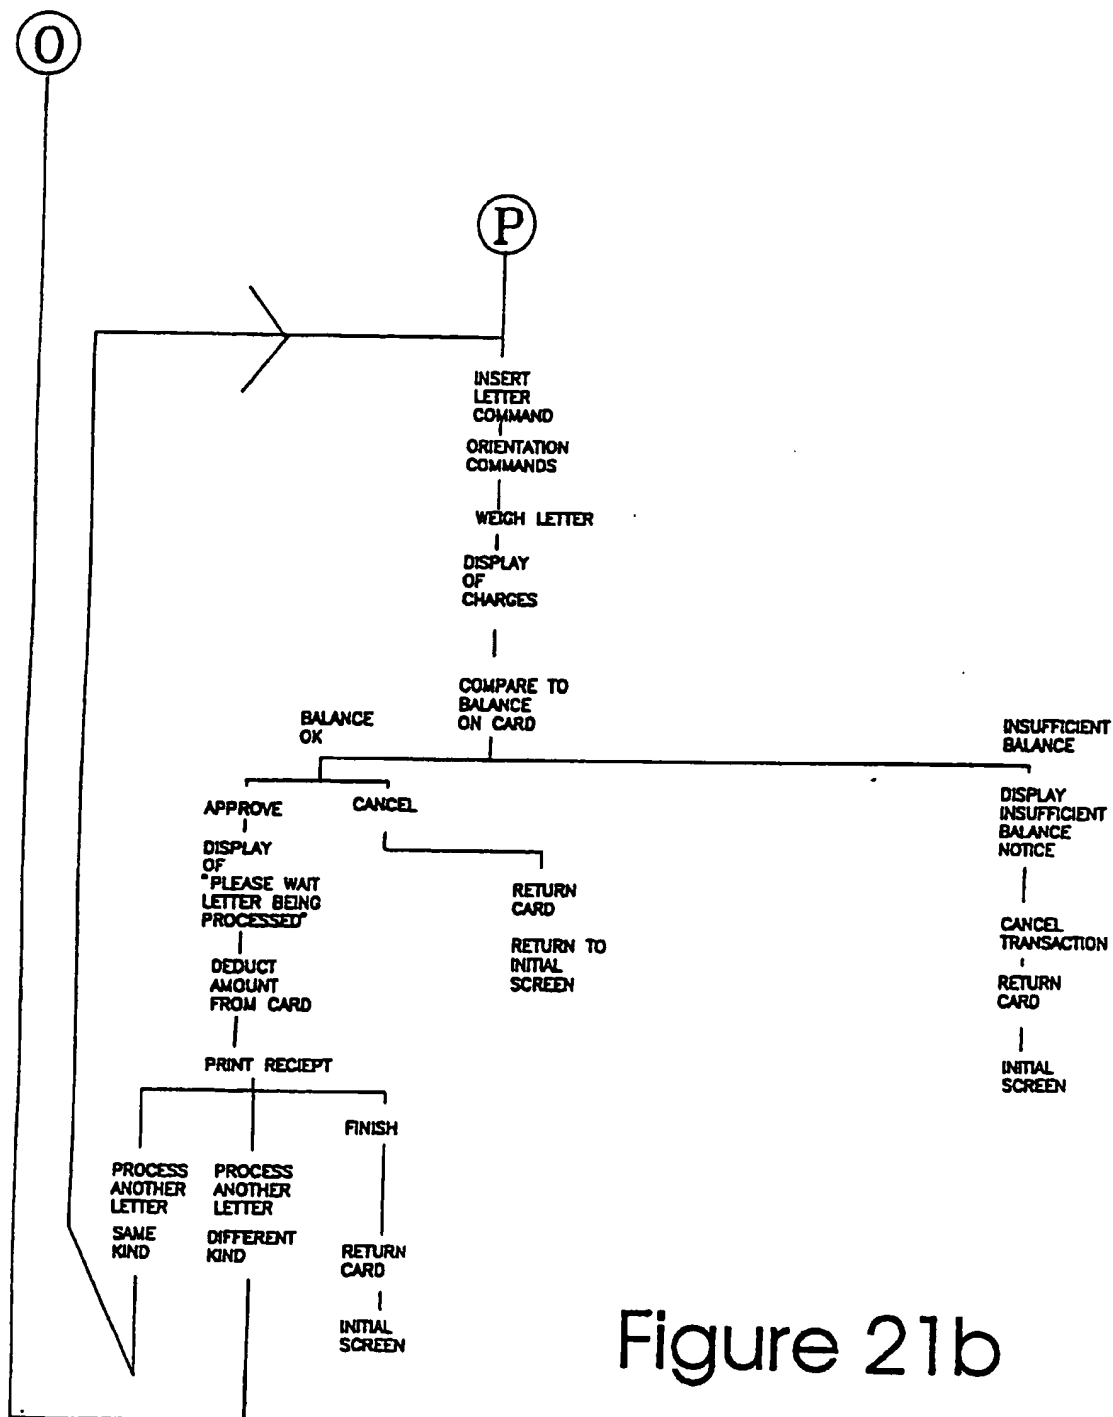 O
P
INSERT
LETTER
COMMAND
ORIENTATION
COMMANDS
WEIGH LETTER
DISPLAY
OF
CHARGES
COMPARE TO
BALANCE
ON CARD
BALANCE
OK
INSUFFICIENT
BALANCE
APPROVE
CANCEL
DISPLAY
OF
"PLEASE WAIT
LETTER BEING
PROCESSED"
DEDUCT
AMOUNT
FROM CARD
PRINT RECIEPT
RETURN
CARD
RETURN TO
INITIAL
SCREEN
DISPLAY
INSUFFICIENT
BALANCE
NOTICE
CANCEL
TRANSACTION
RETURN
CARD
INITIAL
SCREEN
PROCESS
ANOTHER
LETTER
SAME
KIND
PROCESS
ANOTHER
LETTER
DIFFERENT
KIND
FINISH
RETURN
CARD
INITIAL
SCREEN
Figure 21b